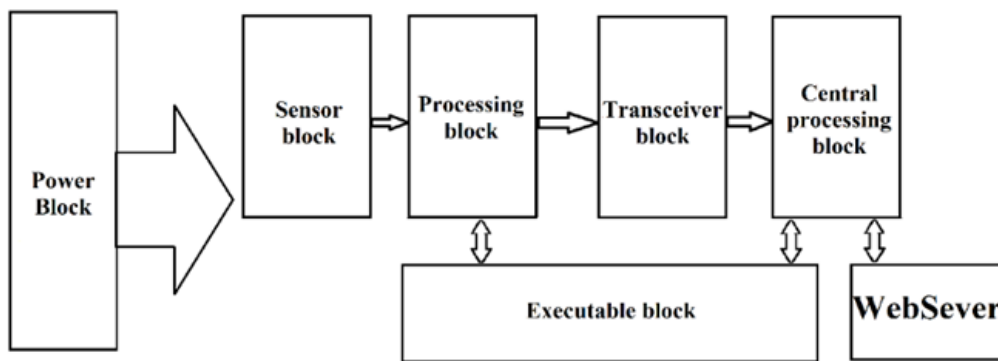 Power
Block
Sensor
block
Processing
block
Transceiver
block
Central
processing
block
Executable block
WebSever